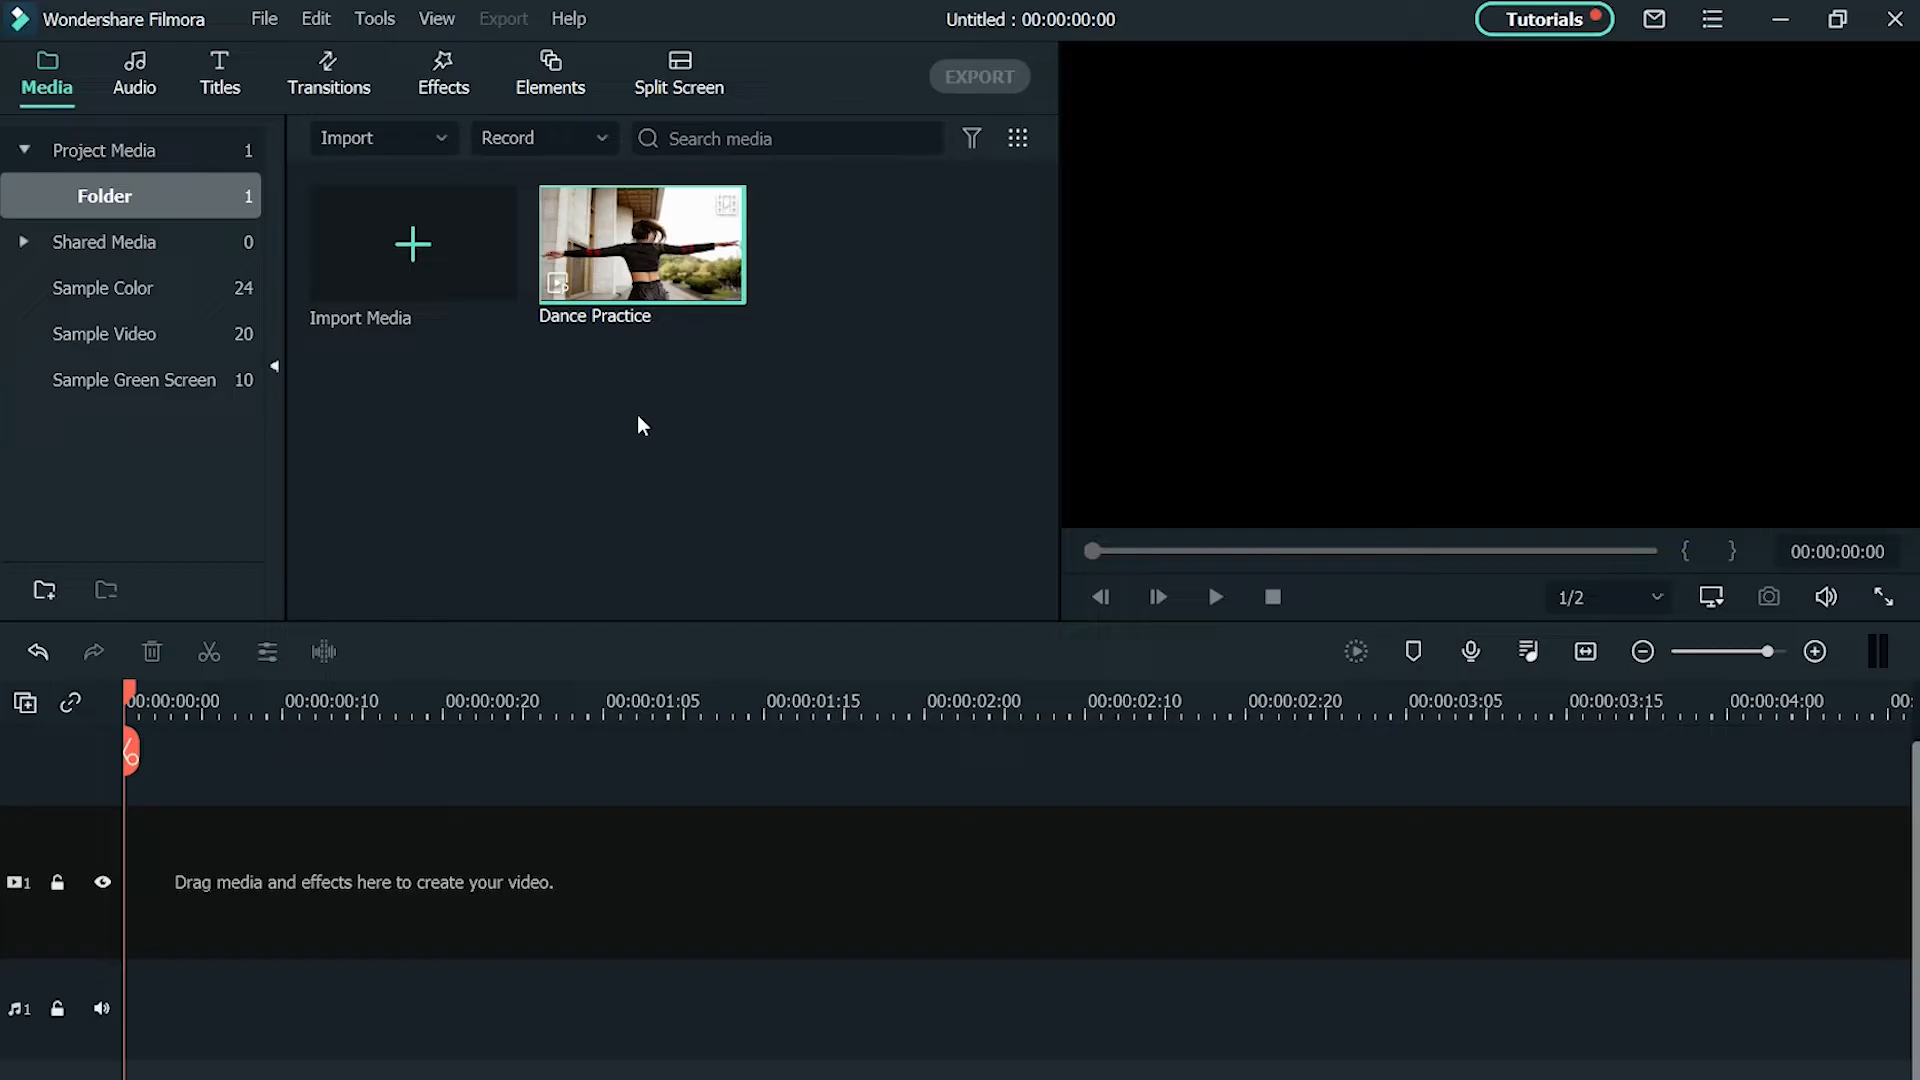 Wondershare Filmora File Edit Tools View Export Help Untitled : 00:00:00:00 Tutorials
Media Audio Titles Transitions Effects Elements Split Screen EXPORT
Project Media 1 Import Record Search media
Folder 1
Shared Media 0
Sample Color 24
Import Media Dance Practice
Sample Video 20
Sample Green Screen 10
{ } 00:00:00:00
1/2
00:00:00:00 00:00:00:10 00:00:00:20 00:00:01:05 00:00:01:15 00:00:02:00 00:00:02:10 00:00:02:20 00:00:03:05 00:00:03:15 00:00:04:00 00:
1 Drag media and effects here to create your video.
1